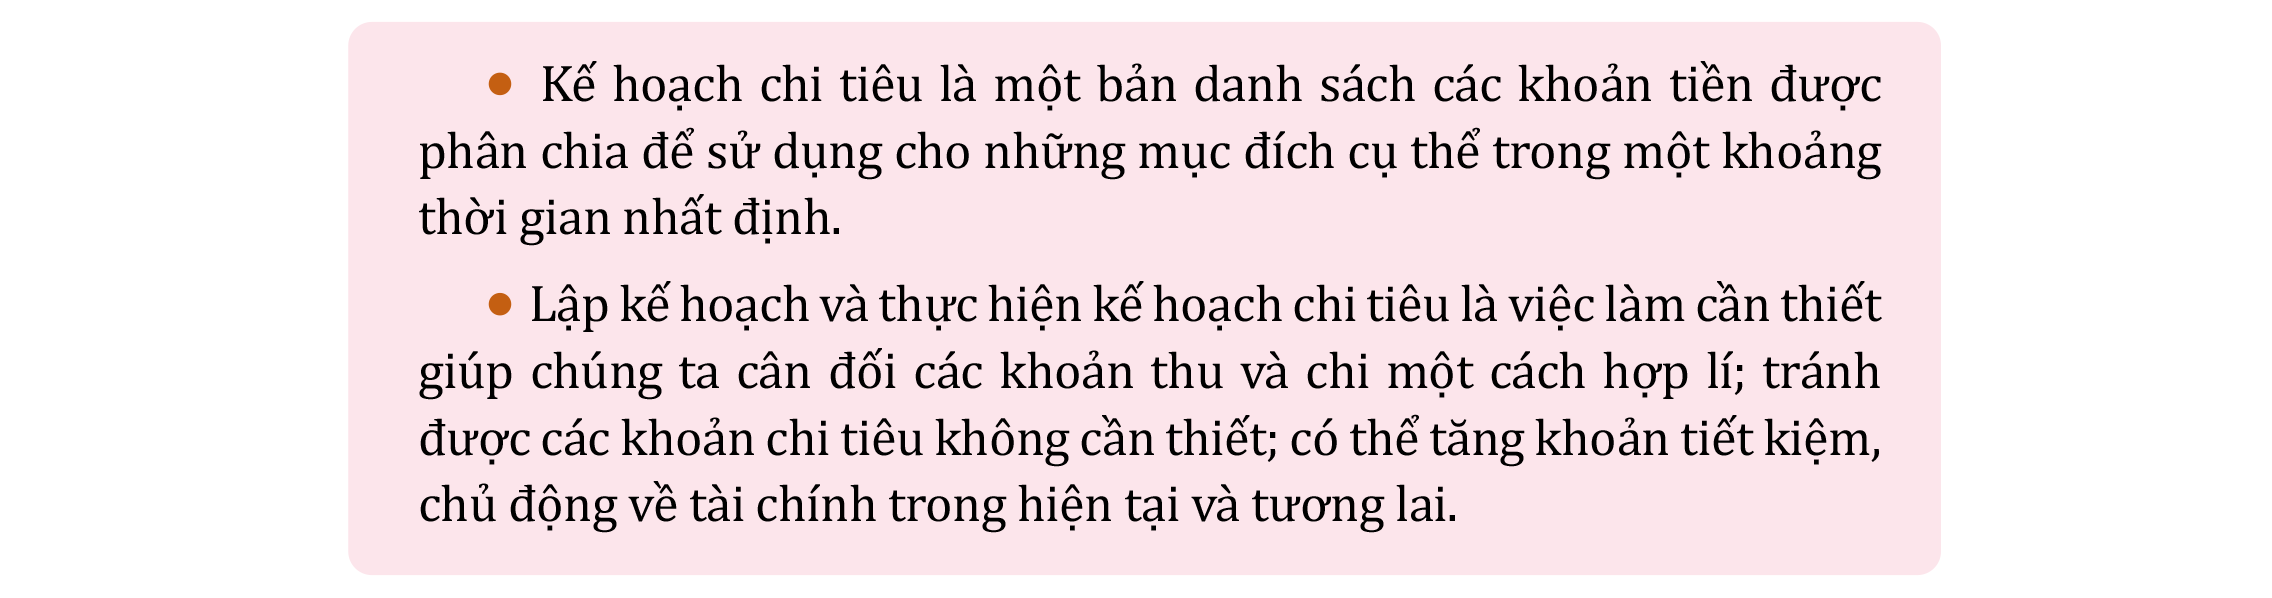 ● Kế hoạch chi tiêu là một bản danh sách các khoản tiền được
phân chia để sử dụng cho những mục đích cụ thể trong một khoảng
thời gian nhất định.
● Lập kế hoạch và thực hiện kế hoạch chi tiêu là việc làm cần thiết
giúp chúng ta cân đối các khoản thu và chi một cách hợp lí; tránh
được các khoản chi tiêu không cần thiết; có thể tăng khoản tiết kiệm,
chủ động về tài chính trong hiện tại và tương lai.